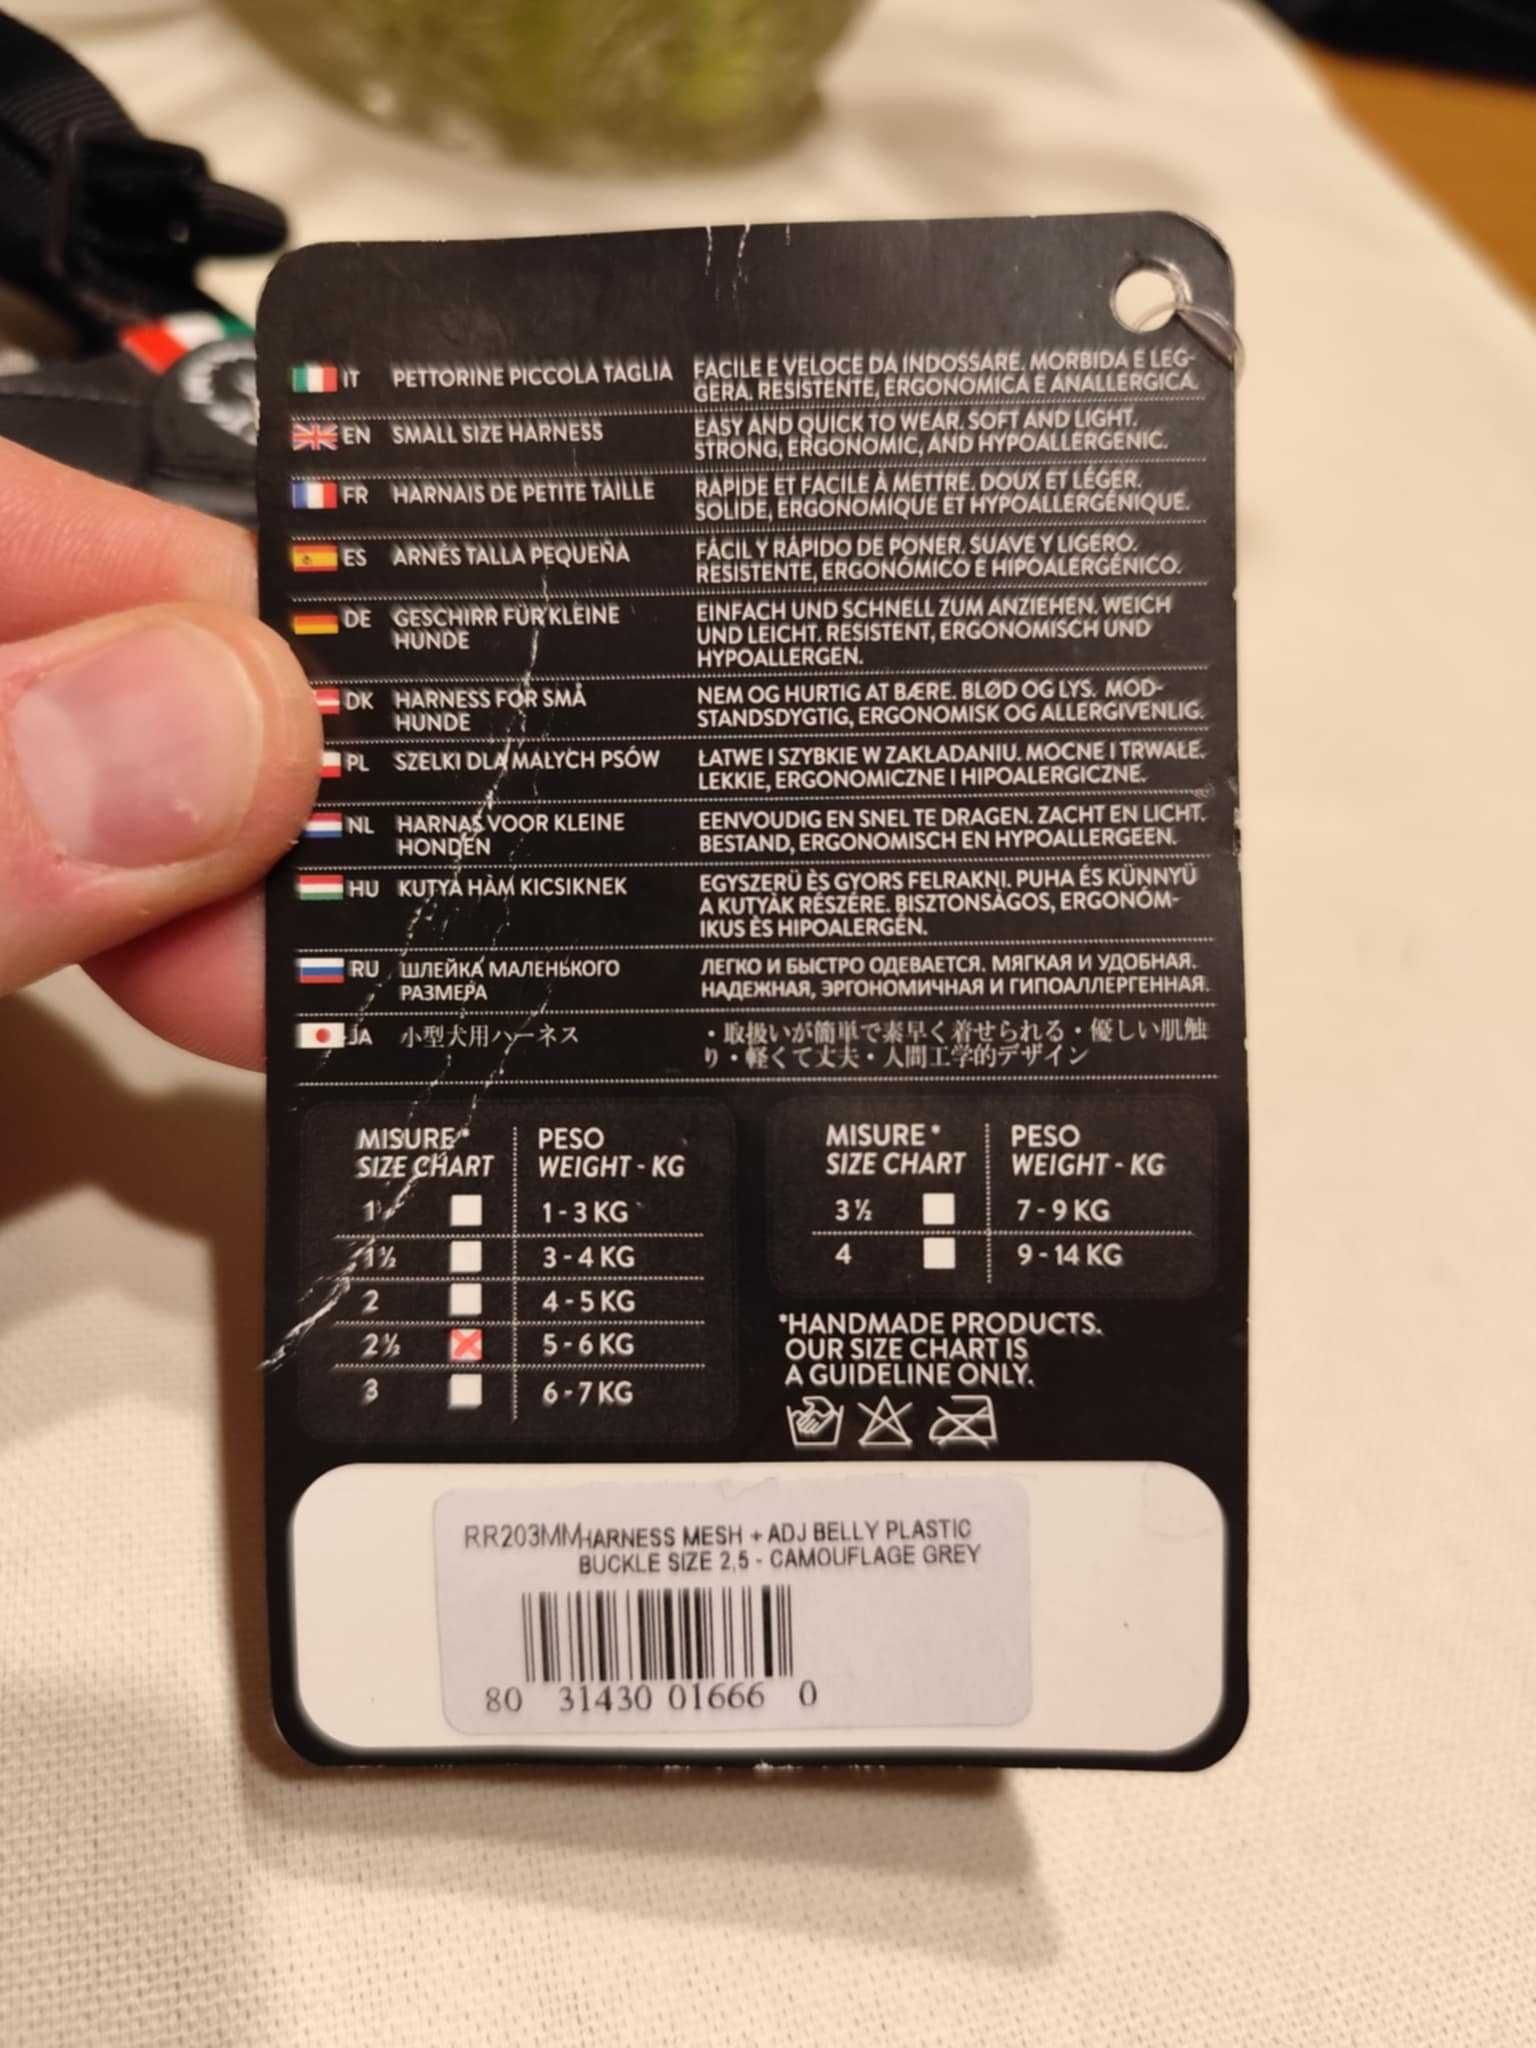 IT PETTORINE PICCOLA TAGLIA
FACILE E VELOCE DA INDOSSARE. MORBIDA E LEG-
GERA. RESISTENTE, ERGONOMICA E ANALLERGICA.
EN SMALL SIZE HARNESS
EASY AND QUICK TO WEAR. SOFT AND LIGHT.
STRONG, ERGONOMIC, AND HYPOALLERGENIC.
FR HARNAIS DE PETITE TAILLE
RAPIDE ET FACILE À METTRE. DOUX ET LÉGER.
SOLIDE, ERGONOMIQUE ET HYPOALLERGÉNIQUE.
ES ARNÉS TALLA PEQUEÑA
FÁCIL Y RÁPIDO DE PONER. SUAVE Y LIGERO.
RESISTENTE, ERGONÓMICO E HIPOALERGÉNICO.
DE GESCHIRR FÜR KLEINE
HUNDE
EINFACH UND SCHNELL ZUM ANZIEHEN. WEICH
UND LEICHT. RESISTENT, ERGONOMISCH UND
HYPOALLERGEN.
DK HARNESS FOR SMÅ
HUNDE
NEM OG HURTIG AT BÆRE. BLØD OG LYS. MOD-
STANDSDYGTIG, ERGONOMISK OG ALLERGIVENLIG.
PL SZELKI DLA MAŁYCH PSÓW
ŁATWE I SZYBKIE W ZAKŁADANIU. MOCNE I TRWAŁE.
LEKKIE, ERGONOMICZNE I HIPOALERGICZNE.
NL HARNAS VOOR KLEINE
HONDEN
EENVOUDIG EN SNEL TE DRAGEN. ZACHT EN LICHT.
BESTAND, ERGONOMISCH EN HYPOALLERGEEN.
HU KUTYA HÀM KICSIKNEK
EGYSZERÜ ÈS GYORS FELRAKNI. PUHA ÉS KÜNNYÜ
A KUTYÀK RÉSZÉRE. BISZTONSÀGOS, ERGONÓM-
IKUS ÈS HIPOALERGÉN.
RU ШЛЕЙКА МАЛЕНЬКОГО
РАЗМЕРА
ЛЕГКО И БЫСТРО ОДЕВАЕТСЯ. МЯГКАЯ И УДОБНАЯ.
НАДЕЖНАЯ, ЭРГОНОМИЧНАЯ И ГИПОАЛЛЕРГЕННАЯ.
JA 小型犬用ハーネス
・取扱いが簡単で素早く着せられる・優しい肌触
り・軽くて丈夫・人間工学的デザイン
MISURE* PESO
SIZE CHART WEIGHT - KG
1 1 - 3 KG
1½ 3 - 4 KG
2 4 - 5 KG
2½ 5 - 6 KG
3 6 - 7 KG
MISURE* PESO
SIZE CHART WEIGHT - KG
3½ 7 - 9 KG
4 9 - 14 KG
*HANDMADE PRODUCTS.
OUR SIZE CHART IS
A GUIDELINE ONLY.
RR203MM HARNESS MESH + ADJ BELLY PLASTIC
BUCKLE SIZE 2,5 - CAMOUFLAGE GREY
80 31430 01666 0